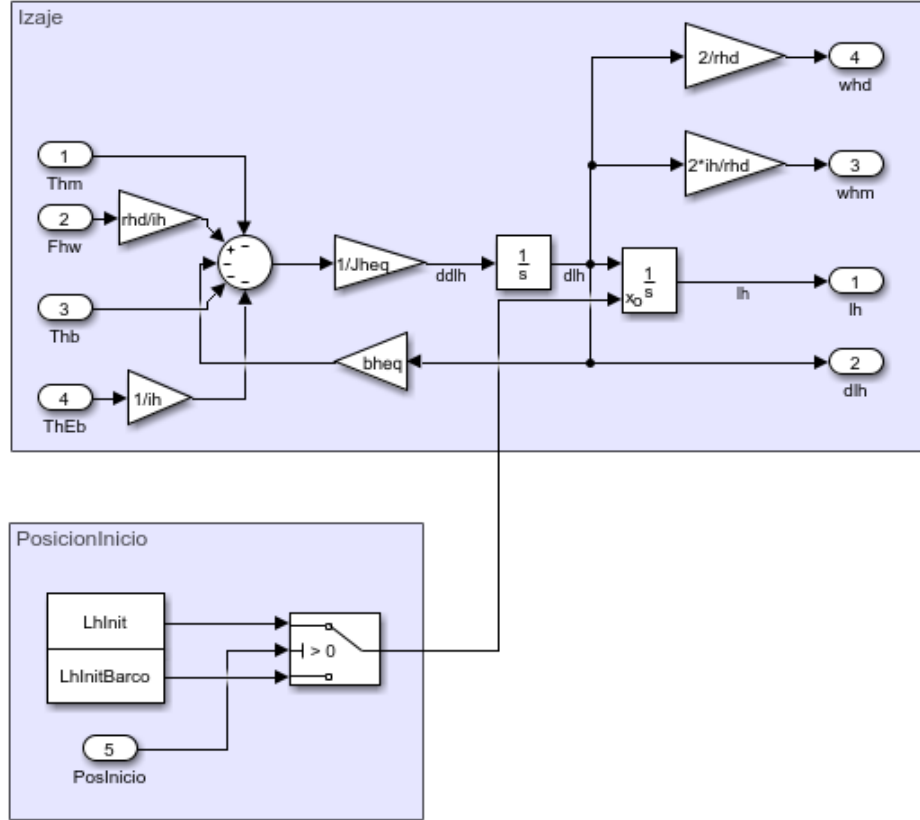 Izaje
2/rhd
4
whd
1
Thm
2*ih/rhd
3
whm
2
Fhw
rhd/ih
+
-
-
-
-
1/Jheq
ddlh
1
s
dlh
1
s
xo
lh
1
lh
3
Thb
bheq
2
dlh
4
ThEb
1/ih
PosicionInicio
LhInit
> 0
LhInitBarco
5
PosInicio